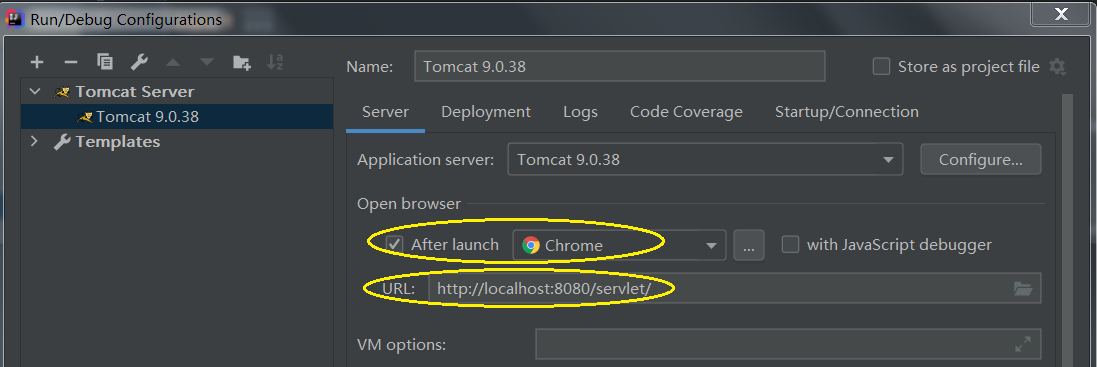 Run/Debug Configurations
Name: Tomcat 9.0.38 Store as project file
Tomcat Server
Tomcat 9.0.38
Templates
Server Deployment Logs Code Coverage Startup/Connection
Application server: Tomcat 9.0.38 Configure...
Open browser
After launch Chrome ... with JavaScript debugger
URL: http://localhost:8080/servlet/
VM options: